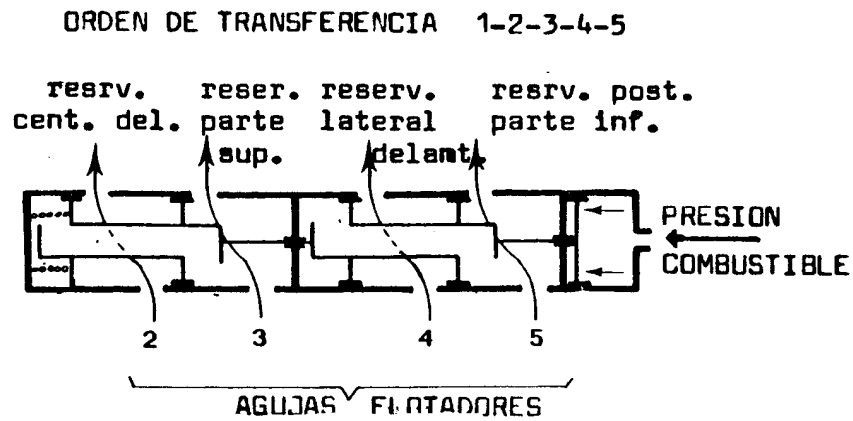 ORDEN DE TRANSFERENCIA 1-2-3-4-5
resrv. reser. reserv. resrv. post.
cent. del. parte lateral parte inf.
sup. delant.
PRESION
COMBUSTIBLE
2 3 4 5
AGUJAS FLOTADORES